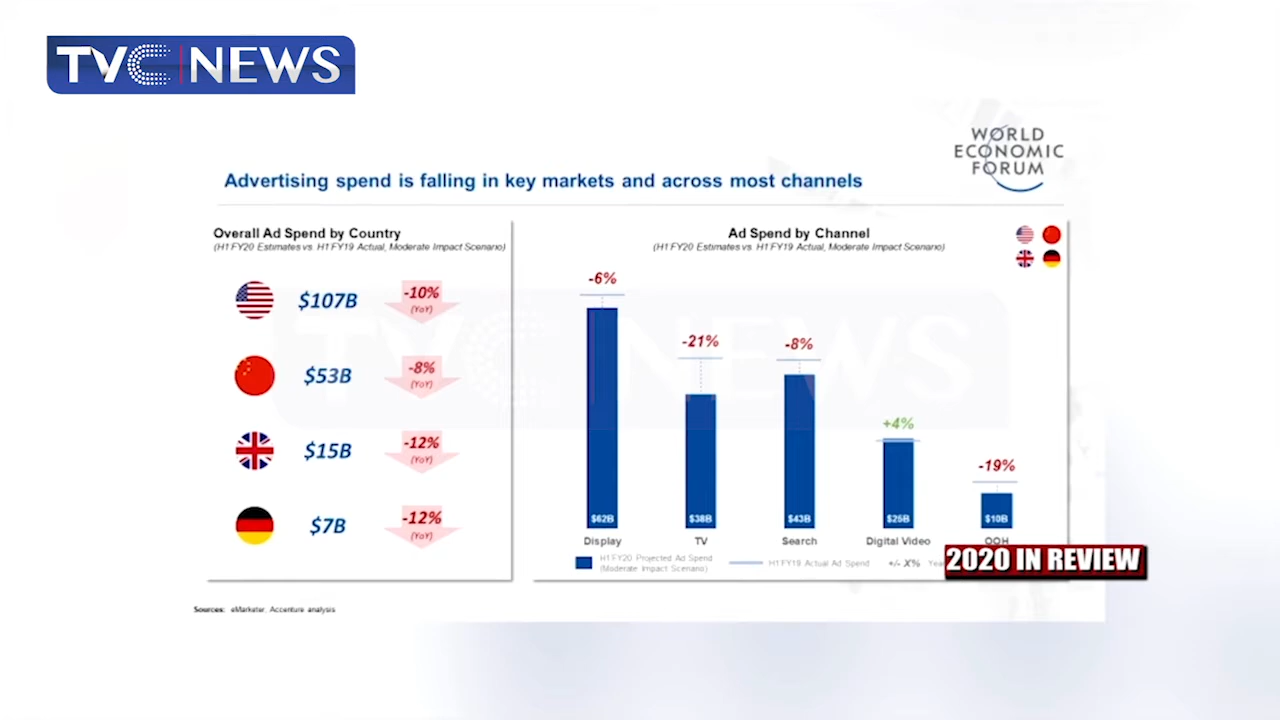 TVC NEWS
WORLD
ECONOMIC
FORUM
Advertising spend is falling in key markets and across most channels
Overall Ad Spend by Country
(H1 FY20 Estimates vs H1 FY19 Actual, Moderate Impact Scenario)
$107B
-10%
(YoY)
$53B
-8%
(YoY)
$15B
-12%
(YoY)
$7B
-12%
(YoY)
Ad Spend by Channel
(H1 FY20 Estimates vs H1 FY19 Actual, Moderate Impact Scenario)
-6%
-21%
-8%
+4%
-19%
$62B $38B $43B $25B $10B
Display TV Search Digital Video OOH
H1 FY20 Projected Ad Spend
(Moderate Impact Scenario)
H1 FY19 Actual Ad Spend
+/- X%
2020 IN REVIEW
Sources: eMarketer, Accenture analysis
TVC NEWS